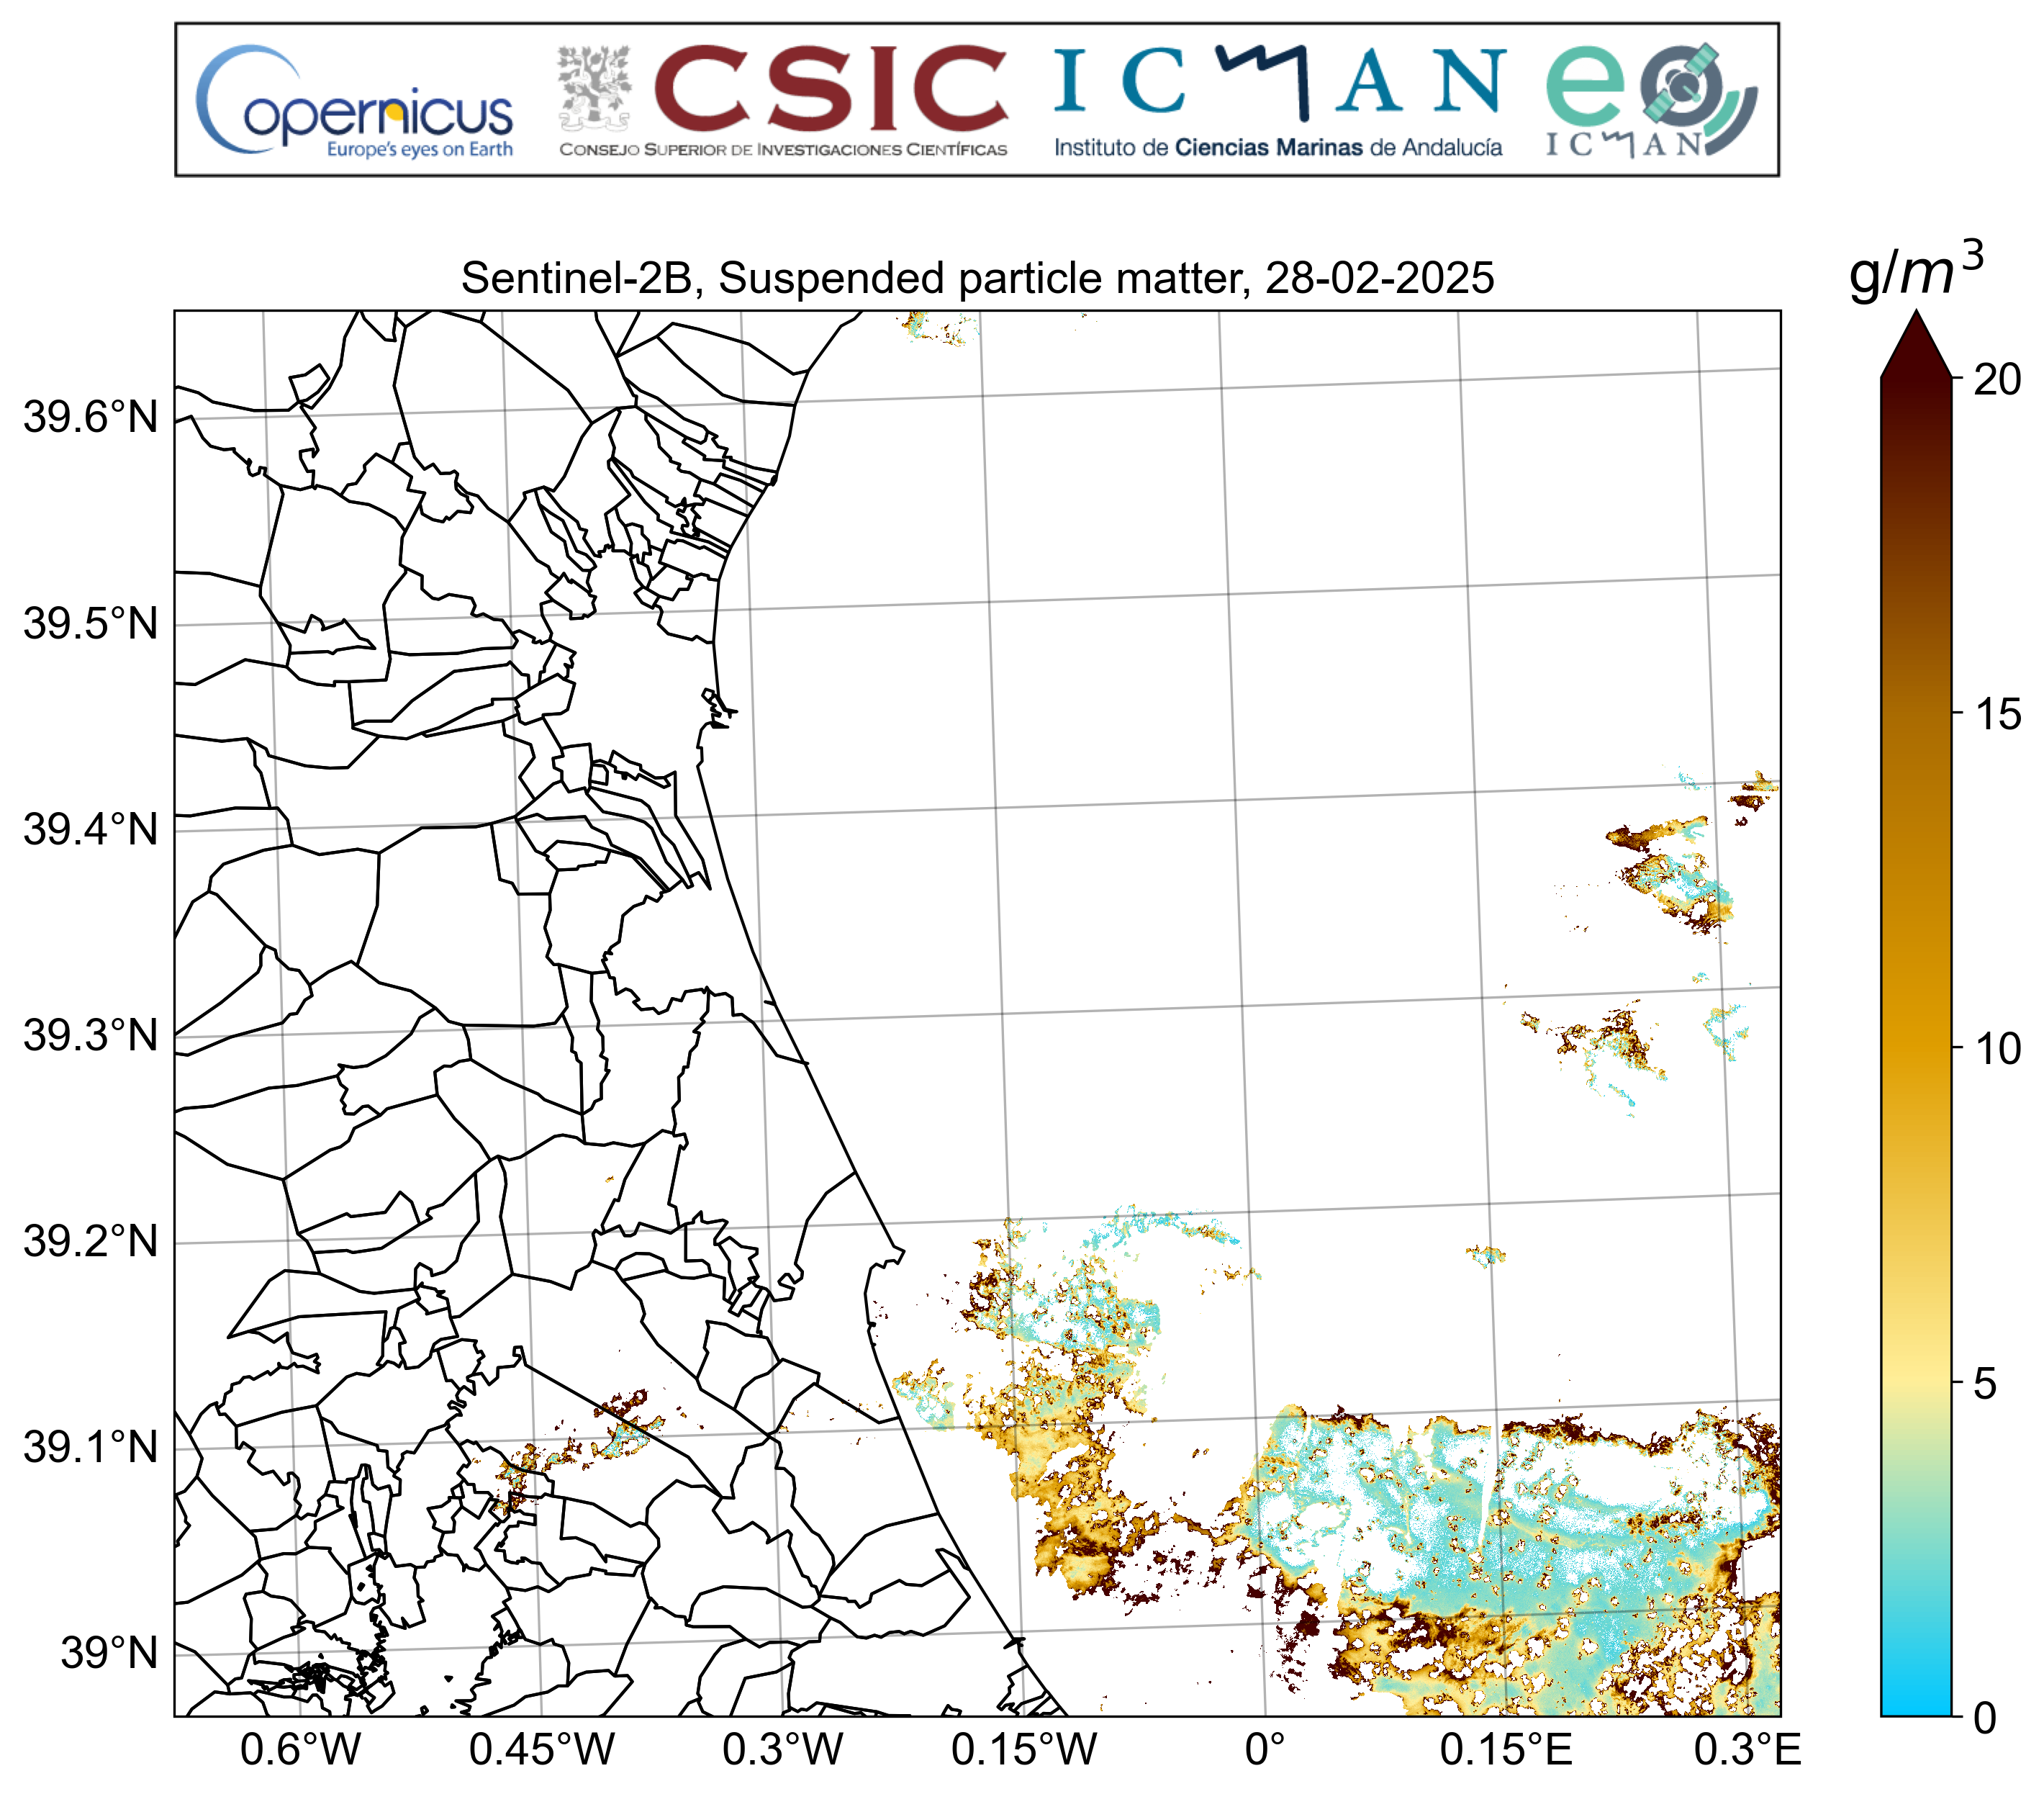 Copernicus
Europe's eyes on Earth
CSIC
CONSEJO SUPERIOR DE INVESTIGACIONES CIENTÍFICAS
ICMAN
Instituto de Ciencias Marinas de Andalucía
eo
ICMAN
Sentinel-2B, Suspended particle matter, 28-02-2025
g/m³
39.6°N
39.5°N
39.4°N
39.3°N
39.2°N
39.1°N
39°N
0.6°W
0.45°W
0.3°W
0.15°W
0°
0.15°E
0.3°E
20
15
10
5
0